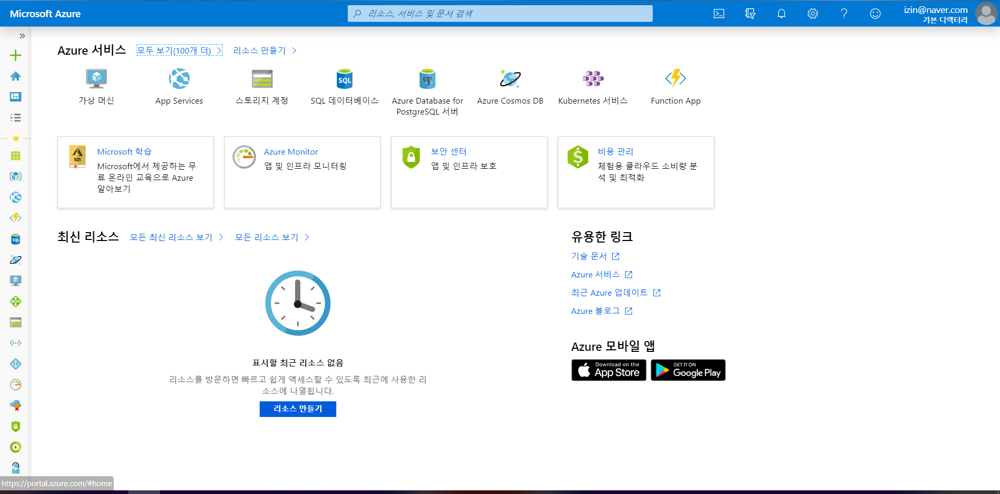 Microsoft Azure
리소스, 서비스 및 문서 검색
izin@naver.com
기본 디렉터리
Azure 서비스
모두 보기(100개 더)
리소스 만들기
가상 머신
App Services
스토리지 계정
SQL
SQL 데이터베이스
Azure Database for
PostgreSQL 서버
Azure Cosmos DB
Kubernetes 서비스
Function App
101
Microsoft 학습
Microsoft에서 제공하는 무
료 온라인 교육으로 Azure
알아보기
Azure Monitor
앱 및 인프라 모니터링
보안 센터
앱 및 인프라 보호
비용 관리
체험용 클라우드 소비량 분
석 및 최적화
최신 리소스
모든 최신 리소스 보기
모든 리소스 보기
표시할 최근 리소스 없음
리소스를 방문하면 빠르고 쉽게 액세스할 수 있도록 최근에 사용한 리
소스에 나열됩니다.
리소스 만들기
유용한 링크
기술 문서
Azure 서비스
최근 Azure 업데이트
Azure 블로그
Azure 모바일 앱
Download on the
App Store
GET IT ON
Google Play
SQL
https://portal.azure.com/#home